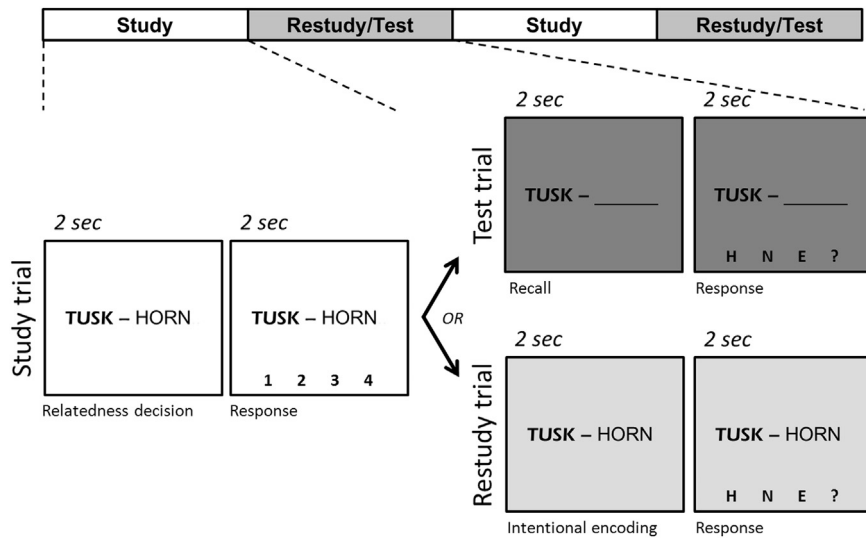 Study Restudy/Test Study Restudy/Test
Study trial
2 sec 2 sec
TUSK – HORN TUSK – HORN
1 2 3 4
Relatedness decision Response
OR
Test trial
2 sec 2 sec
TUSK – ______ TUSK – ______
H N E ?
Recall Response
Restudy trial
2 sec 2 sec
TUSK – HORN TUSK – HORN
H N E ?
Intentional encoding Response